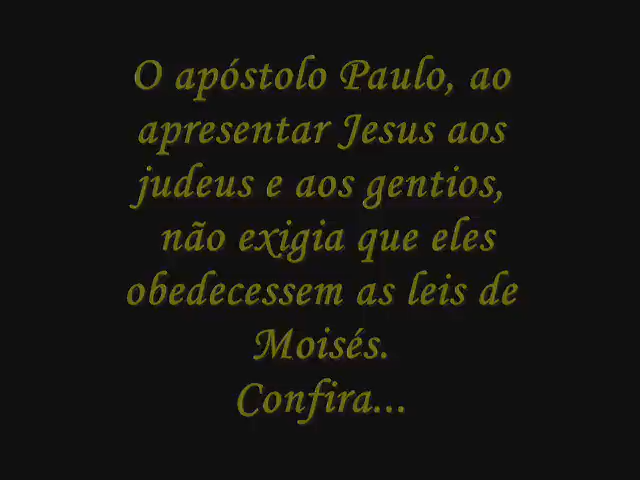 O apóstolo Paulo, ao
apresentar Jesus aos
judeus e aos gentios,
não exigia que eles
obedecessem as leis de
Moisés.
Confira...